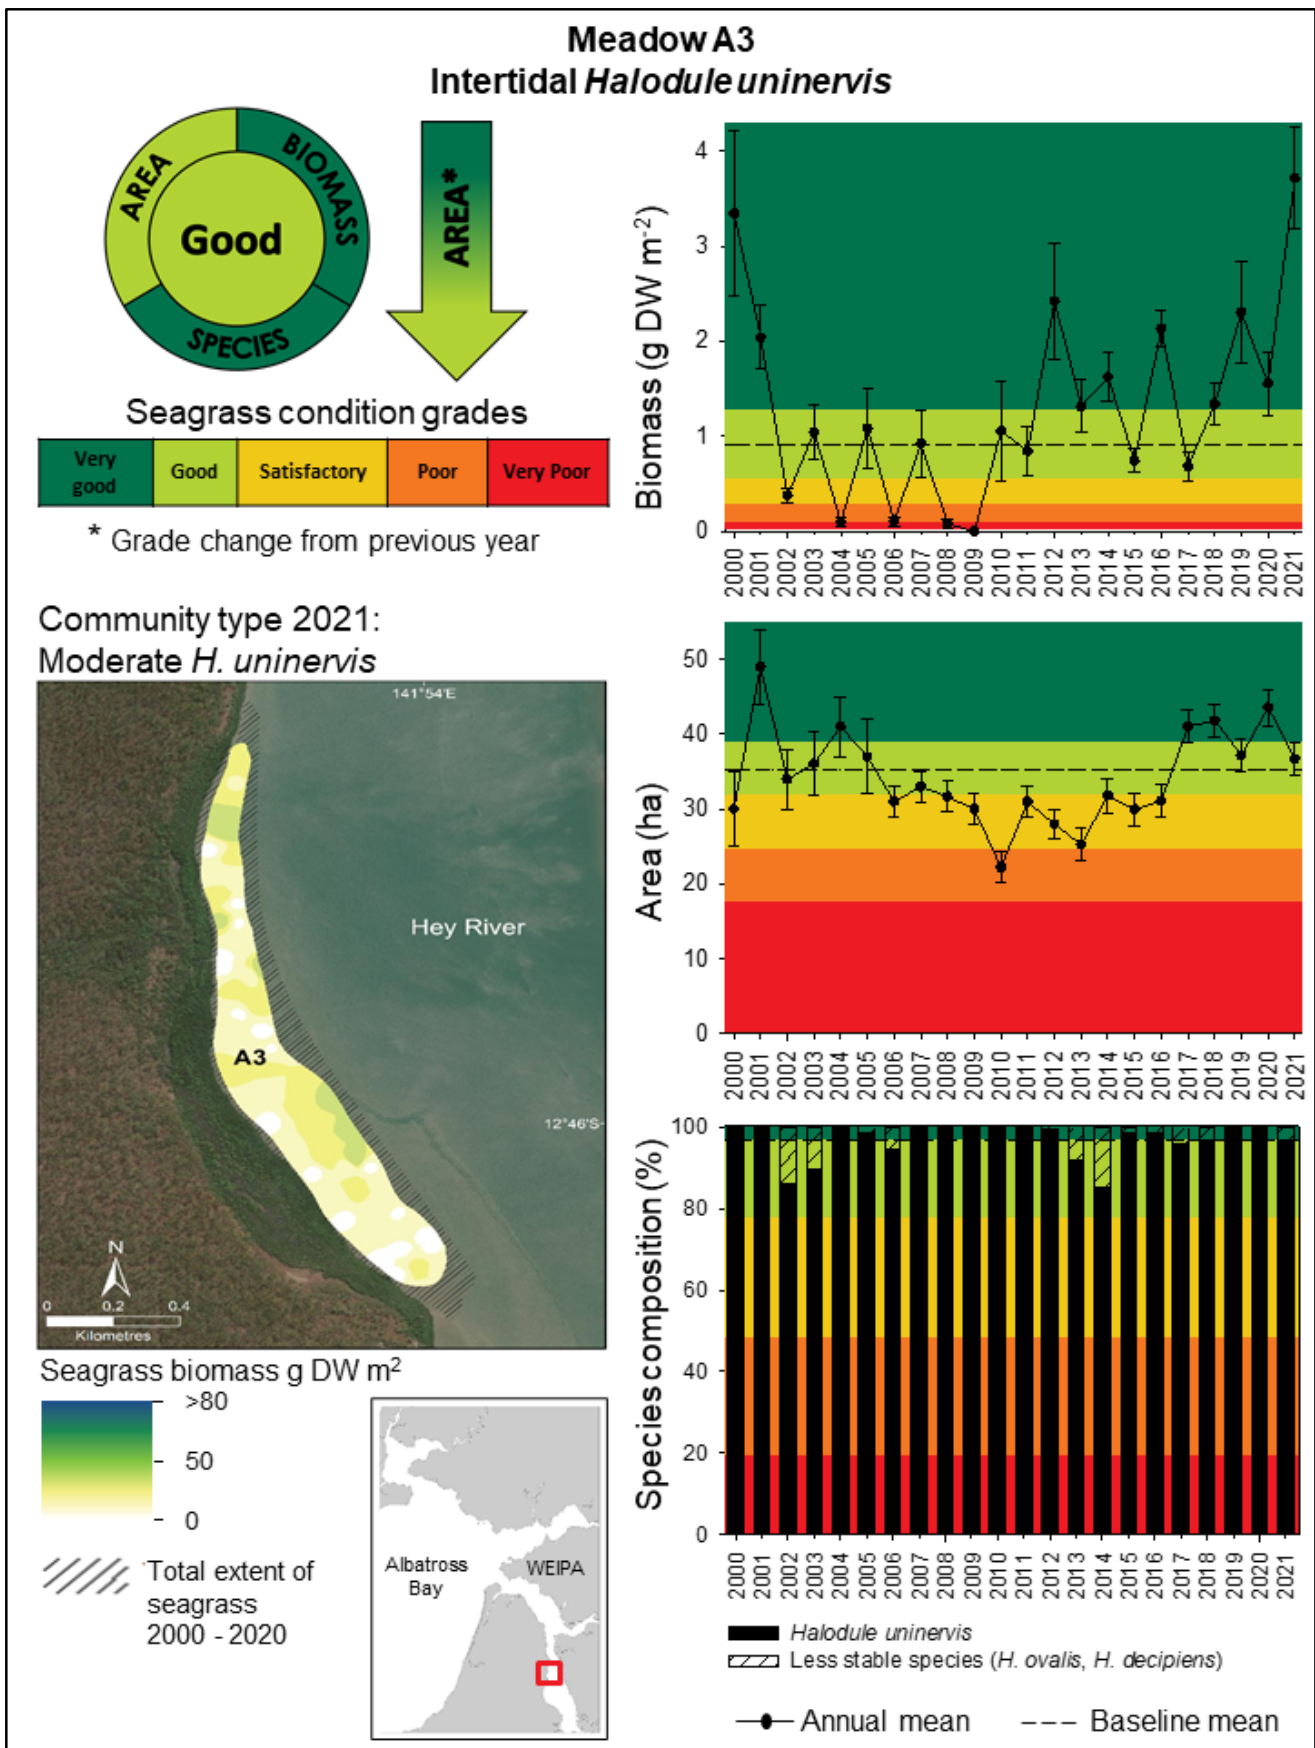 Meadow A3
Intertidal Halodule uninervis
AREA
BIOMASS
SPECIES
Good
AREA*
Seagrass condition grades
Very good
Good
Satisfactory
Poor
Very Poor
* Grade change from previous year
Community type 2021:
Moderate H. uninervis
141°54'E
Hey River
A3
12°46'S
N
0 0.2 0.4
Kilometres
Seagrass biomass g DW m²
>80
50
0
Total extent of
seagrass
2000 - 2020
Albatross
Bay
WEIPA
Biomass (g DW m⁻²)
4
3
2
1
0
2000 2001 2002 2003 2004 2005 2006 2007 2008 2009 2010 2011 2012 2013 2014 2015 2016 2017 2018 2019 2020 2021
Area (ha)
50
40
30
20
10
0
2000 2001 2002 2003 2004 2005 2006 2007 2008 2009 2010 2011 2012 2013 2014 2015 2016 2017 2018 2019 2020 2021
Species composition (%)
100
80
60
40
20
0
2000 2001 2002 2003 2004 2005 2006 2007 2008 2009 2010 2011 2012 2013 2014 2015 2016 2017 2018 2019 2020 2021
Halodule uninervis
Less stable species (H. ovalis, H. decipiens)
Annual mean
Baseline mean